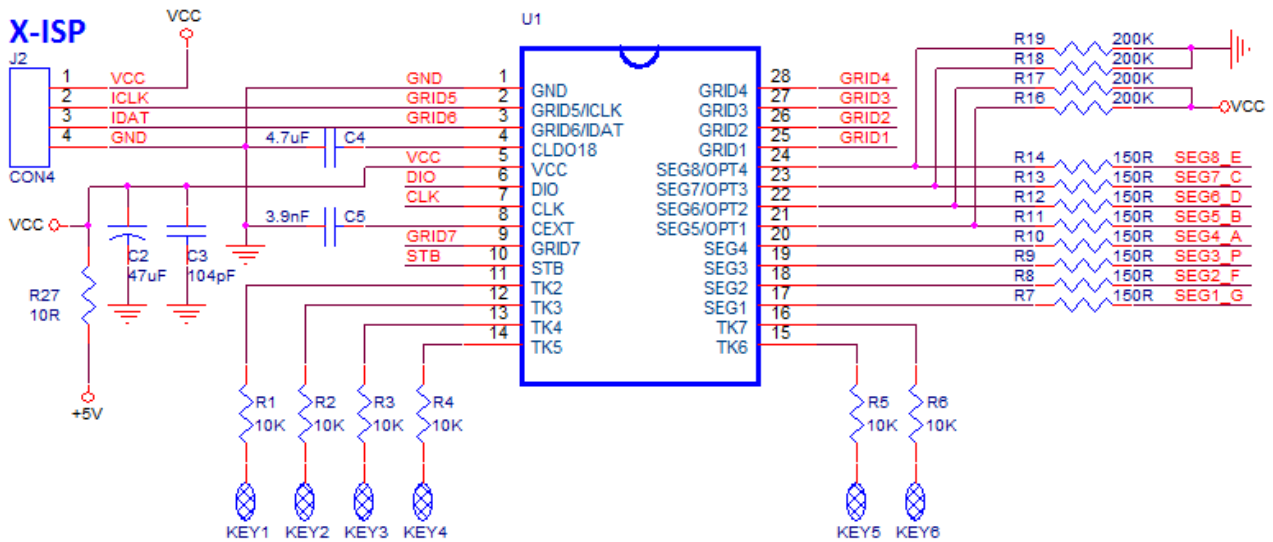 X-ISP
J2
1 VCC
2 ICLK
3 IDAT
4 GND
CON4
VCC
GND
GRID5
GRID6
4.7uF C4
VCC
DIO
CLK
3.9nF C5
GRID7
STB
VCC
C2
47uF
C3
104pF
R27
10R
+5V
U1
1 GND
2 GRID5/ICLK
3 GRID6/IDAT
4 CLDO18
5 VCC
6 DIO
7 CLK
8 CEXT
9 GRID7
10 STB
11 TK2
12 TK3
13 TK4
14 TK5
GRID4 28 GRID4
GRID3 27 GRID3
GRID2 26 GRID2
GRID1 25 GRID1
SEG8/OPT4 24
SEG7/OPT3 23
SEG6/OPT2 22
SEG5/OPT1 21
SEG4 20
SEG3 19
SEG2 18
SEG1 17
TK7 16
TK6 15
R19 200K
R18 200K
R17 200K
R16 200K
VCC
R14 150R SEG8_E
R13 150R SEG7_C
R12 150R SEG6_D
R11 150R SEG5_B
R10 150R SEG4_A
R9 150R SEG3_P
R8 150R SEG2_F
R7 150R SEG1_G
R1 10K
R2 10K
R3 10K
R4 10K
R5 10K
R6 10K
KEY1 KEY2 KEY3 KEY4 KEY5 KEY6